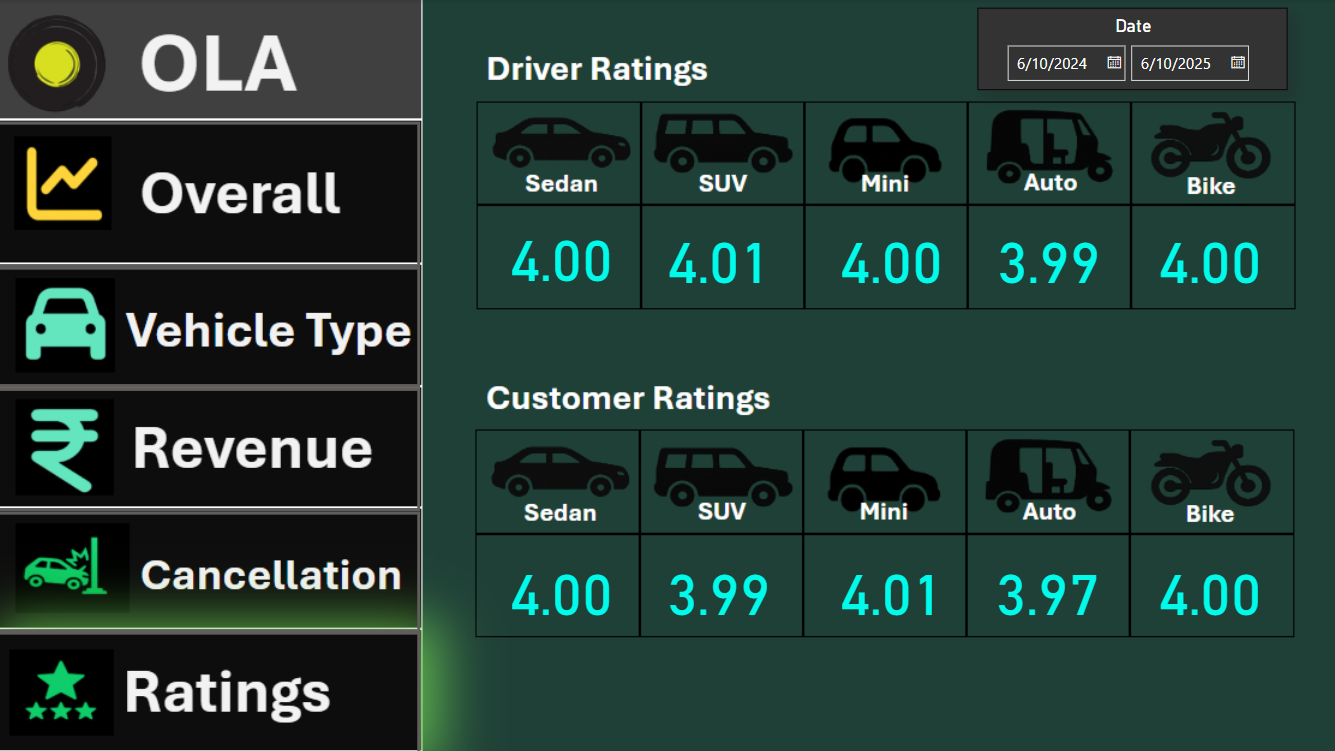 OLA
Overall
Vehicle Type
Revenue
Cancellation
Ratings
Date
6/10/2024 6/10/2025
Driver Ratings
Sedan SUV Mini Auto Bike
4.00 4.01 4.00 3.99 4.00
Customer Ratings
Sedan SUV Mini Auto Bike
4.00 3.99 4.01 3.97 4.00